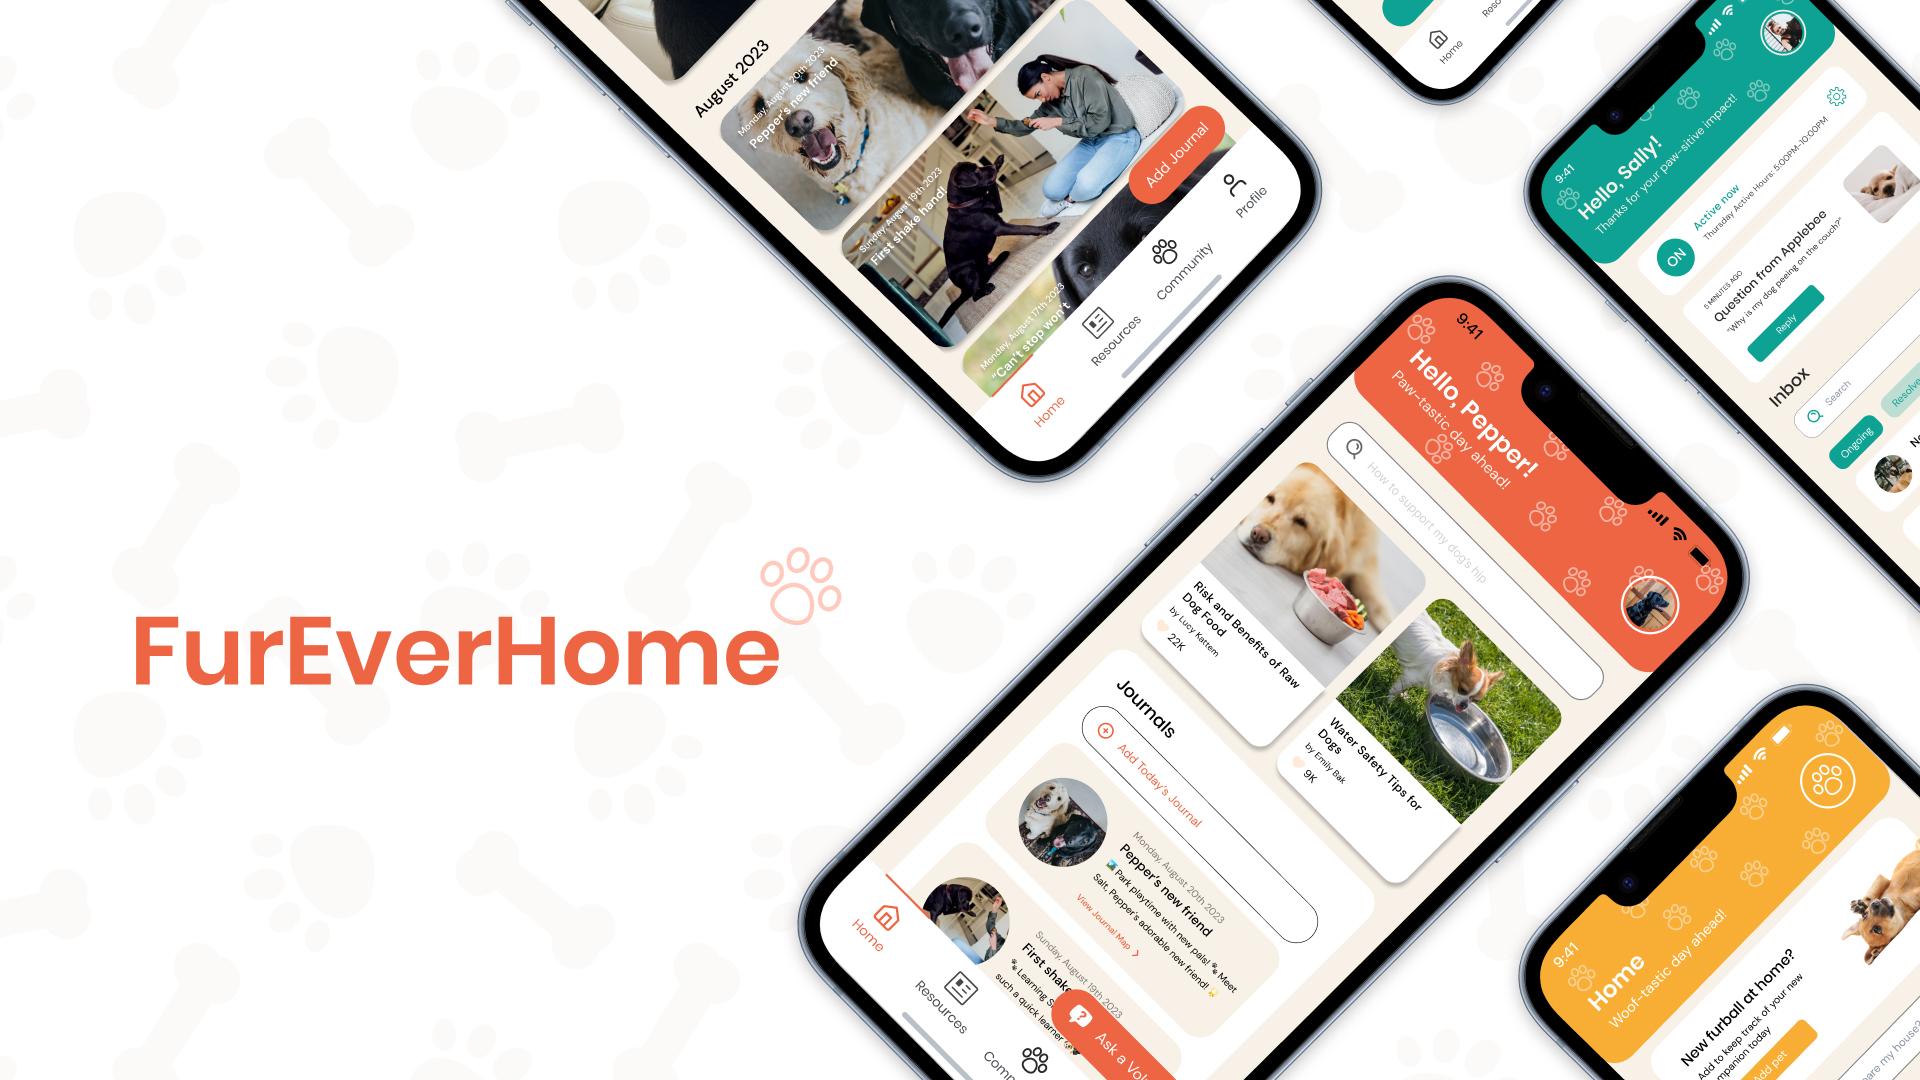 FurEverHome
August 2023
Monday, August 20th 2023
Pepper's new friend
Sunday, August 19th 2023
First shake hand!
Monday, August 17th 2023
"Can't stop won't
Add Journal
Home
Resources
Community
Profile
Home
9:41
Hello, Sally!
Thanks for your paw-sitive impact!
ON
Active now
Thursday Active Hours: 5:00PM-10:00PM
5 MINUTES AGO
Question from Applebee
"Why is my dog peeing on the couch?"
Reply
Inbox
Search
Ongoing
9:41
Hello, Pepper!
Paw-tastic day ahead!
How to support my dog's hip
Risk and Benefits of Raw
Dog Food
by Lucy Kattern
22K
Water Safety Tips for
Dogs
by Emily Bak
9K
Journals
Add Today's Journal
Monday, August 20th 2023
Pepper's new friend
🏞️ Park playtime with new pals! 🐾 Meet
Salt, Pepper's adorable new friend! 🌟
View Journal Map >
Sunday, August 19th 2023
First shake
🐾 Learning
such a quick learner
Ask a
Home
Resources
9:41
Home
Woof-tastic day ahead!
New furball at home?
Add to keep track of your new
today
Add pet
my house?